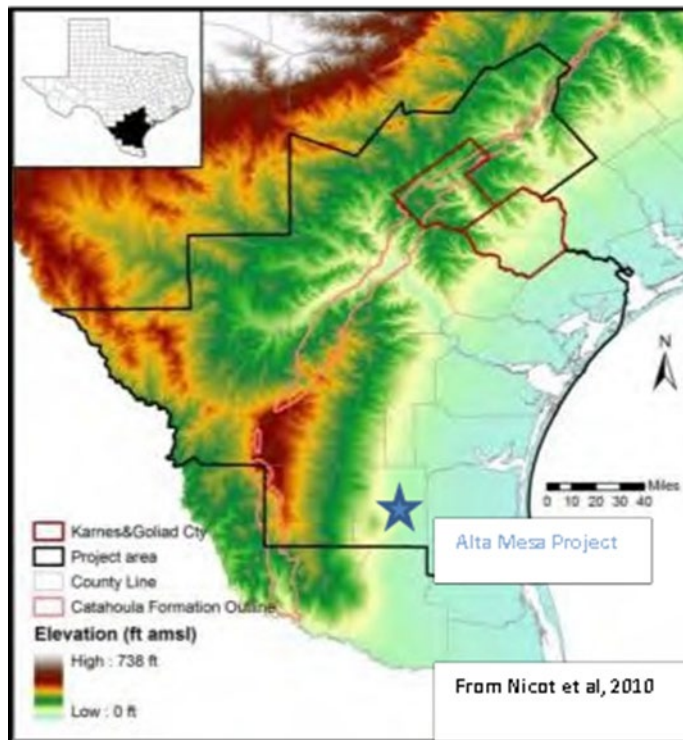 N
Miles
0 5 10 20 30 40
Alta Mesa Project
Karnes&Goliad Cty
Project area
County Line
Catahoula Formation Outline
Elevation (ft amsl)
High : 738 ft
Low : 0 ft
From Nicot et al, 2010